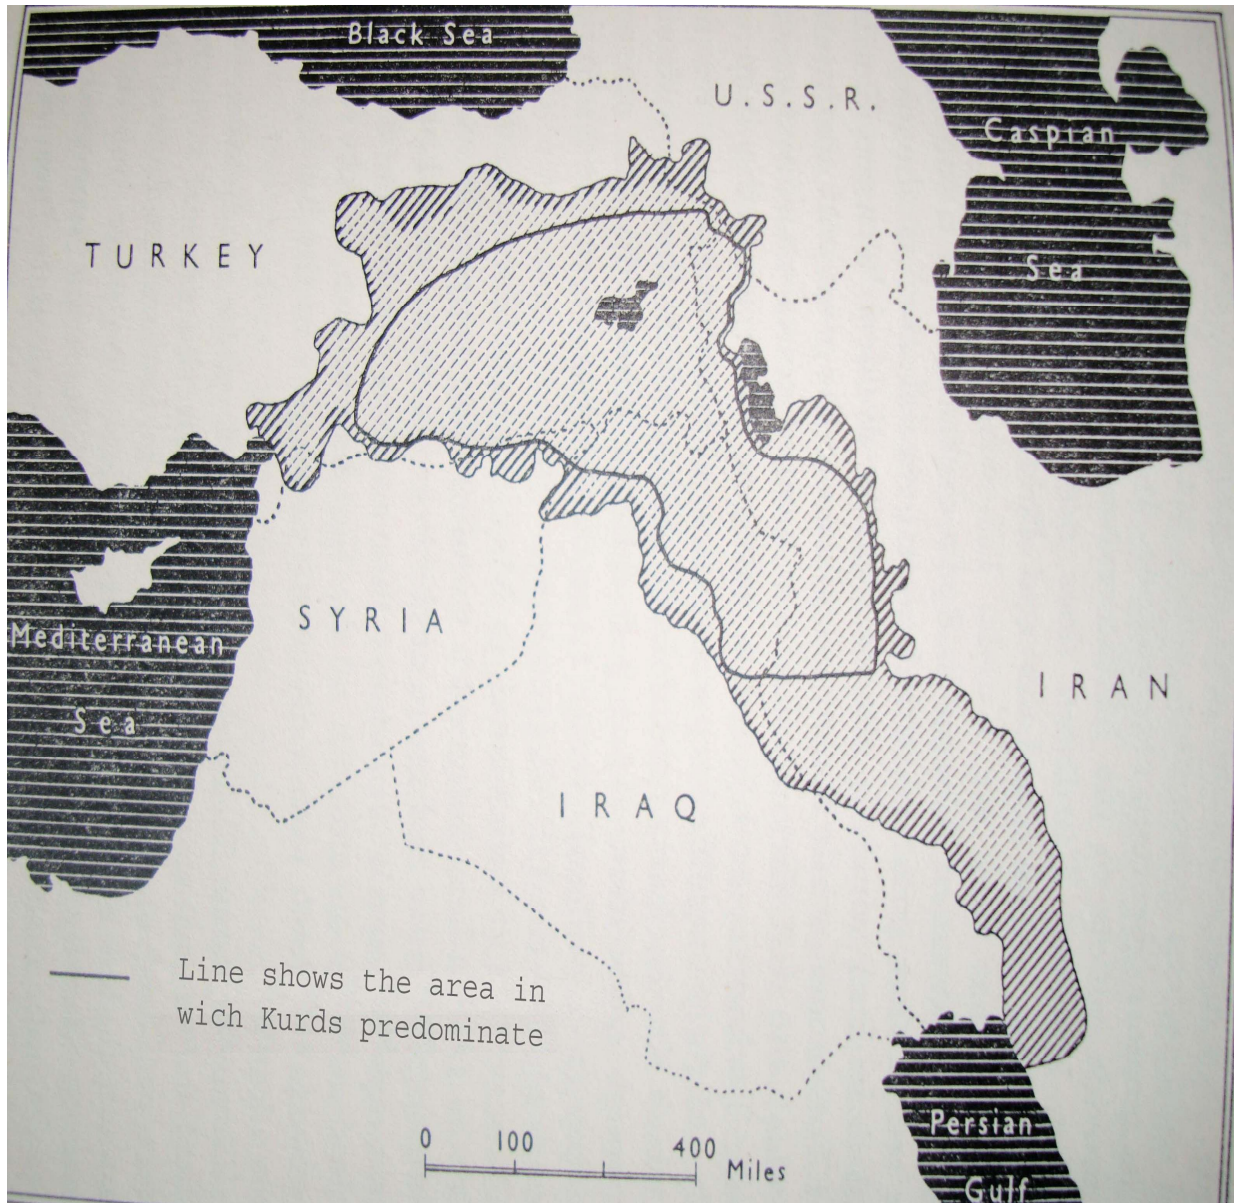 Black Sea
U.S.S.R.
Caspian
Sea
TURKEY
Mediterranean
Sea
SYRIA
IRAN
IRAQ
Line shows the area in
wich Kurds predominate
0 100 400 Miles
Persian
Gulf